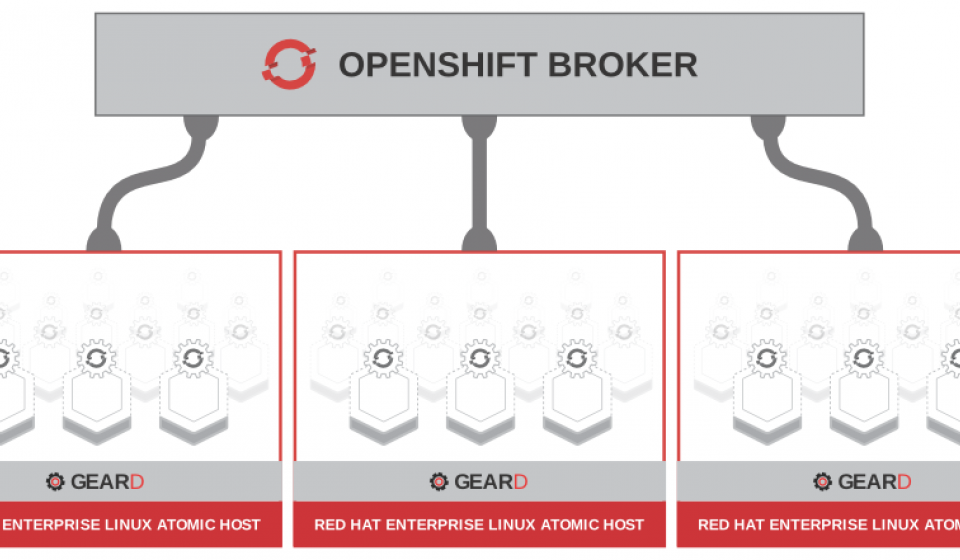 OPENSHIFT BROKER
GEARD
GEARD
GEARD
ENTERPRISE LINUX ATOMIC HOST
RED HAT ENTERPRISE LINUX ATOMIC HOST
RED HAT ENTERPRISE LINUX ATOM